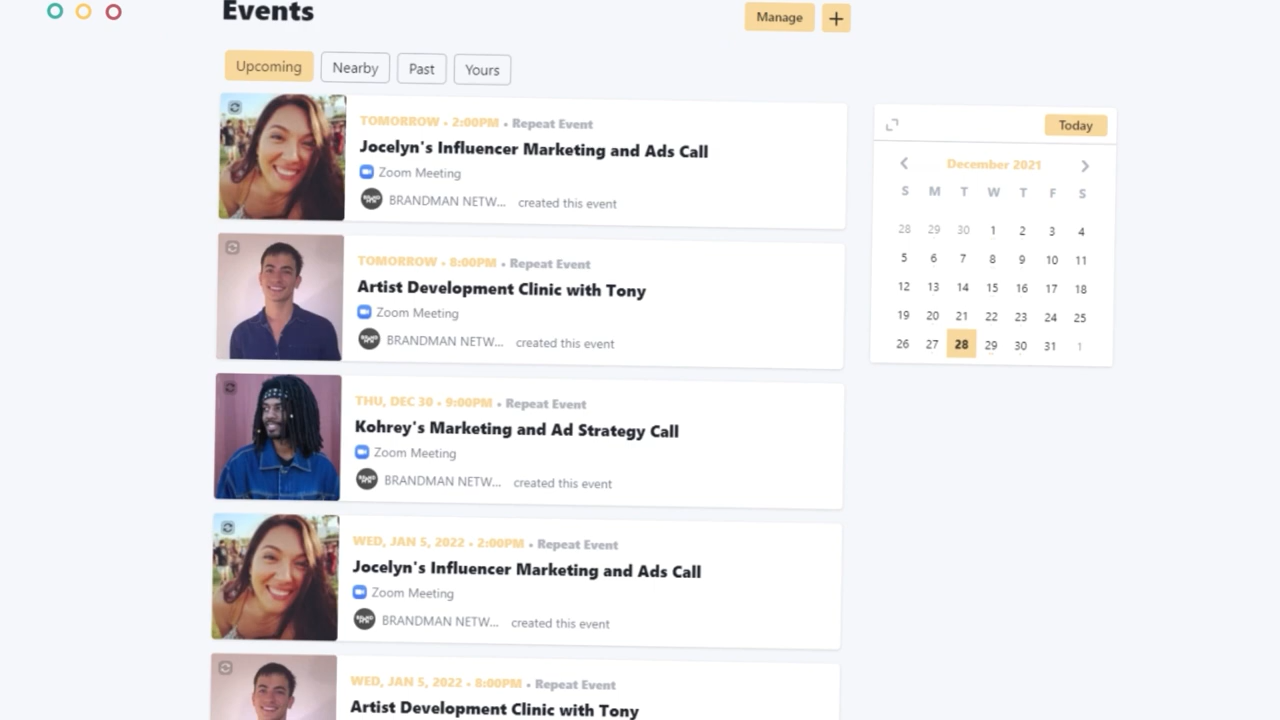 Events
Manage
+
Upcoming
Nearby
Past
Yours
TOMORROW • 2:00PM • Repeat Event
Jocelyn's Influencer Marketing and Ads Call
Zoom Meeting
BRANDMAN NETW... created this event
TOMORROW • 8:00PM • Repeat Event
Artist Development Clinic with Tony
Zoom Meeting
BRANDMAN NETW... created this event
THU, DEC 30 • 9:00PM • Repeat Event
Kohrey's Marketing and Ad Strategy Call
Zoom Meeting
BRANDMAN NETW... created this event
WED, JAN 5, 2022 • 2:00PM • Repeat Event
Jocelyn's Influencer Marketing and Ads Call
Zoom Meeting
BRANDMAN NETW... created this event
WED, JAN 5, 2022 • 8:00PM • Repeat Event
Artist Development Clinic with Tony
Today
December 2021
S M T W T F S
28 29 30 1 2 3 4
5 6 7 8 9 10 11
12 13 14 15 16 17 18
19 20 21 22 23 24 25
26 27 28 29 30 31 1